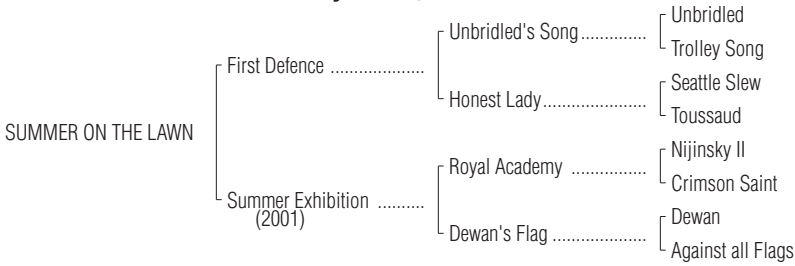 Unbridled
Unbridled's Song..............
Trolley Song
First Defence .....................
Seattle Slew
Honest Lady.......................
Toussaud
SUMMER ON THE LAWN
Nijinsky II
Royal Academy .................
Crimson Saint
Summer Exhibition ..........
(2001)
Dewan
Dewan's Flag .....................
Against all Flags